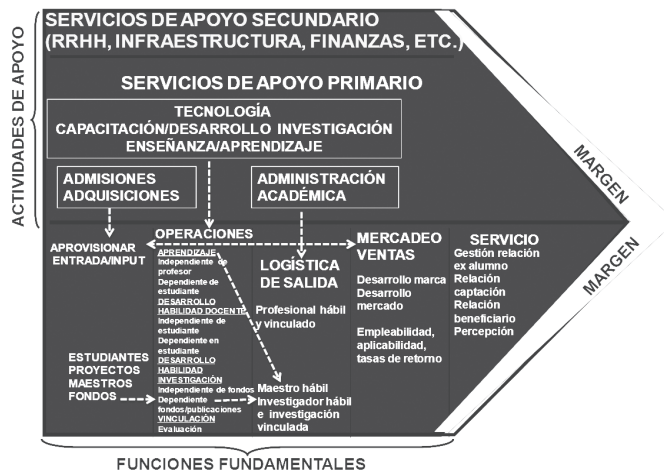 ACTIVIDADES DE APOYO
SERVICIOS DE APOYO SECUNDARIO
(RRHH, INFRAESTRUCTURA, FINANZAS, ETC.)
SERVICIOS DE APOYO PRIMARIO
TECNOLOGÍA
CAPACITACIÓN/DESARROLLO INVESTIGACIÓN
ENSEÑANZA/APRENDIZAJE
ADMISIONES
ADQUISICIONES
ADMINISTRACIÓN
ACADÉMICA
MARGEN
MARGEN
APROVISIONAR
ENTRADA/INPUT
ESTUDIANTES
PROYECTOS
MAESTROS
FONDOS
OPERACIONES
APRENDIZAJE
Independiente de
profesor
Dependiente de
estudiante
DESARROLLO
HABILIDAD DOCENTE
Independiente de
estudiante
Dependiente en
estudiante
DESARROLLO
HABILIDAD
INVESTIGACIÓN
Independiente de fondos
Dependiente
fondos/publicaciones
VINCULACIÓN
Evaluación
LOGÍSTICA
DE SALIDA
Profesional hábil
y vinculado
Maestro hábil
Investigador hábil
e investigación
vinculada
MERCADEO
VENTAS
Desarrollo marca
Desarrollo
mercado
Empleabilidad,
aplicabilidad,
tasas de retorno
SERVICIO
Gestión relación
ex alumno
Relación
captación
Relación
beneficiario
Percepción
FUNCIONES FUNDAMENTALES